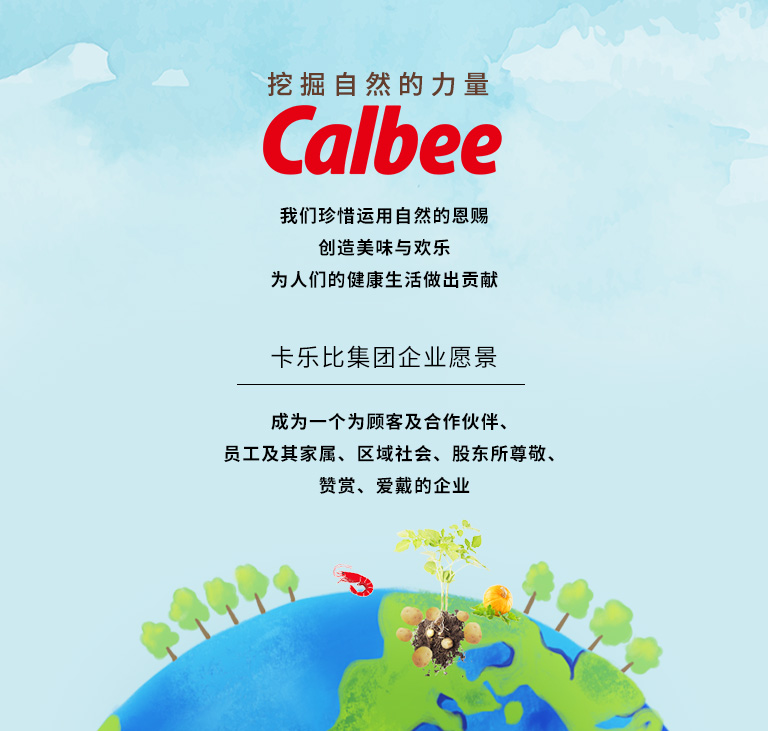 挖掘自然的力量
Calbee
我们珍惜运用自然的恩赐
创造美味与欢乐
为人们的健康生活做出贡献
卡乐比集团企业愿景
成为一个为顾客及合作伙伴、
员工及其家属、区域社会、股东所尊敬、
赞赏、爱戴的企业